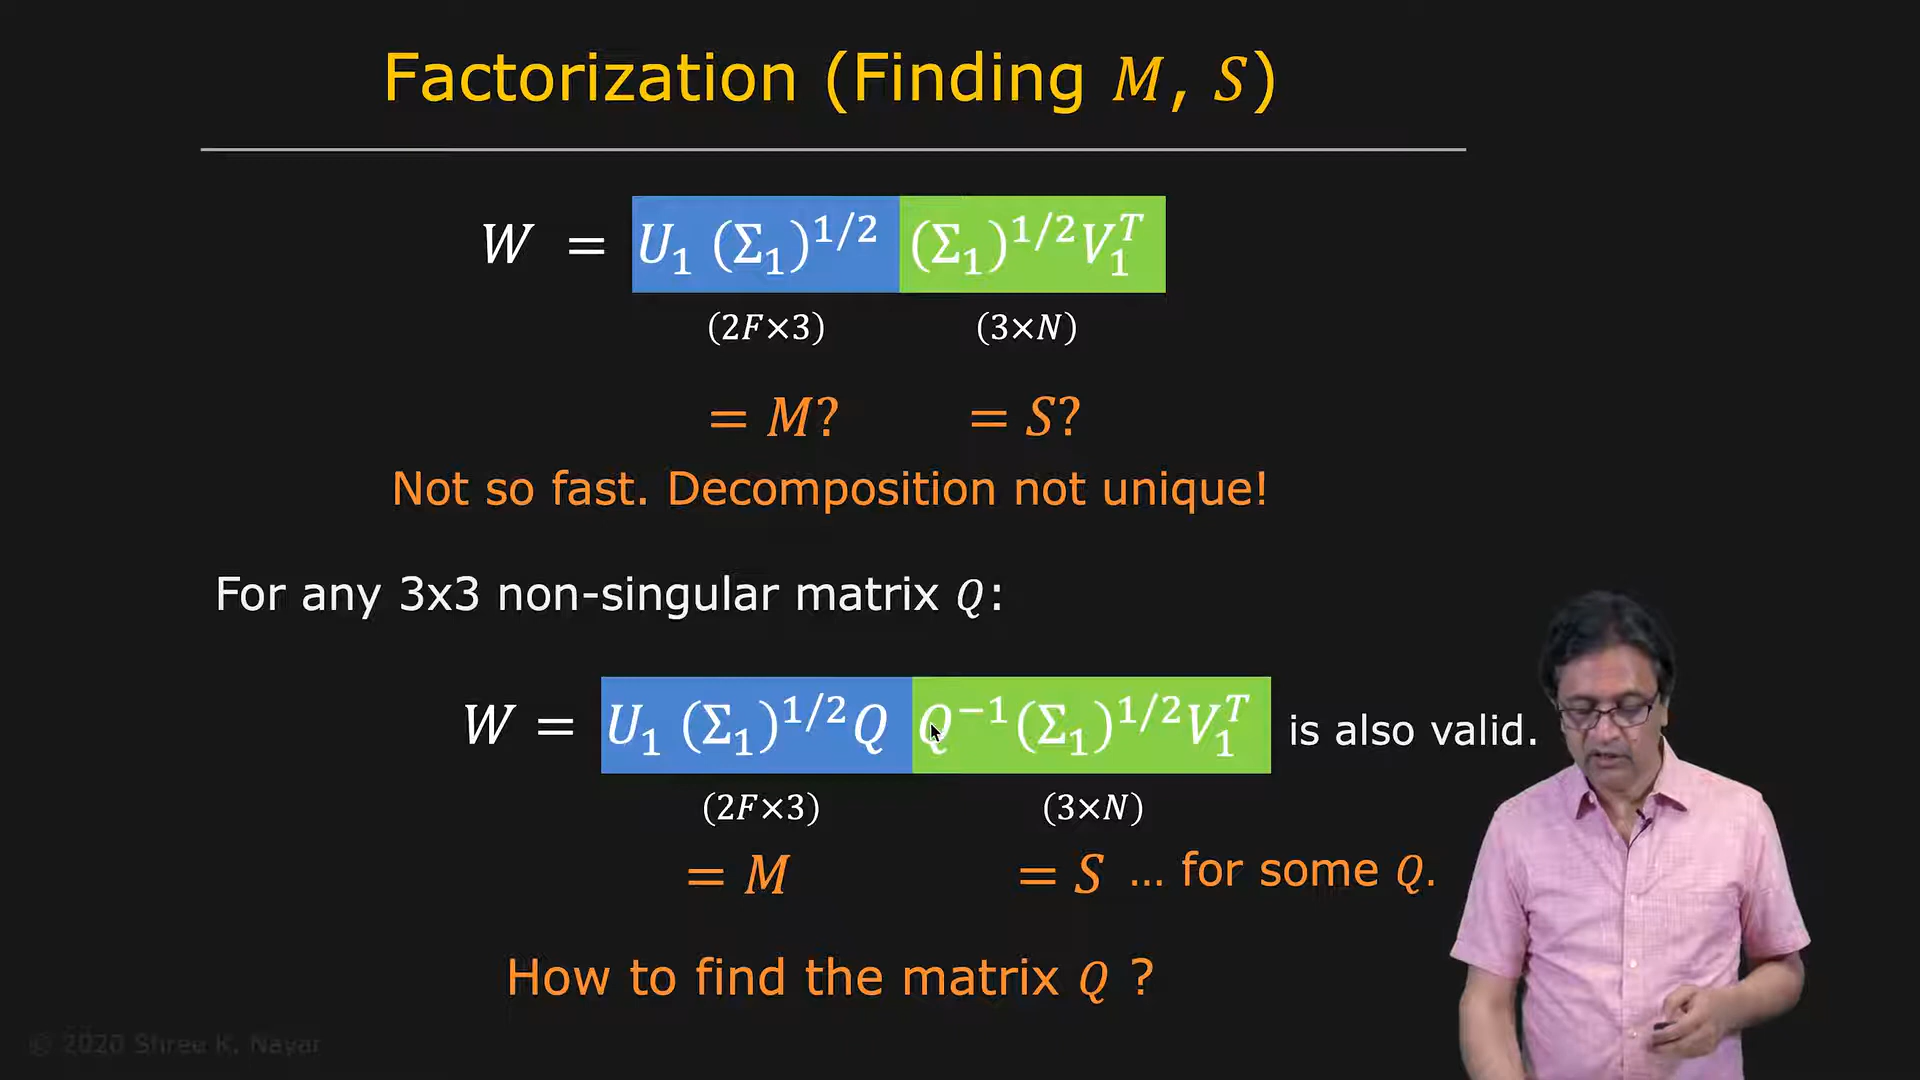 Factorization (Finding M, S)
W = U₁ (Σ₁)^1/2 (Σ₁)^1/2 V₁ᵀ
(2F×3) (3×N)
= M? = S?
Not so fast. Decomposition not unique!
For any 3x3 non-singular matrix Q:
W = U₁ (Σ₁)^1/2 Q Q⁻¹ (Σ₁)^1/2 V₁ᵀ is also valid.
(2F×3) (3×N)
= M = S ... for some Q.
How to find the matrix Q ?
© 2020 Shree K. Nayar